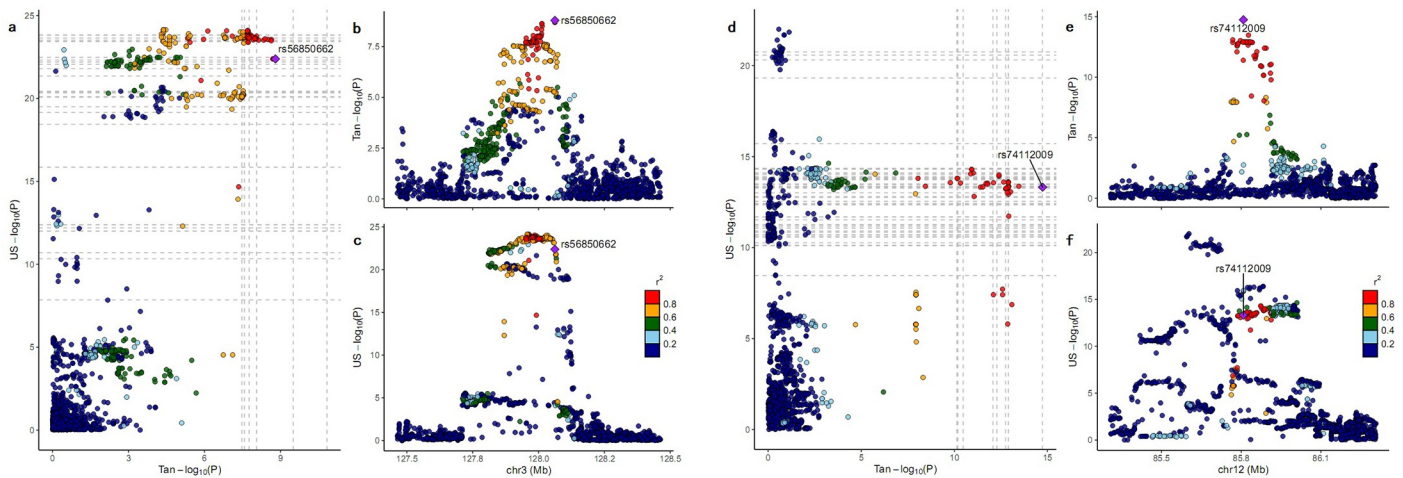 a
25
20
15
10
5
0
US − log10(P)
rs56850662
0 3 6 9
Tan − log10(P)
b
7.5
5.0
2.5
0.0
Tan − log10(P)
rs56850662
c
25
20
15
10
5
0
US − log10(P)
rs56850662
r2
0.8
0.6
0.4
0.2
127.5 127.8 128.0 128.2 128.5
chr3 (Mb)
d
20
15
10
5
0
US − log10(P)
rs74112009
0 5 10 15
Tan − log10(P)
e
15
10
5
0
Tan − log10(P)
rs74112009
f
20
15
10
5
0
US − log10(P)
rs74112009
r2
0.8
0.6
0.4
0.2
85.5 85.8 86.1
chr12 (Mb)